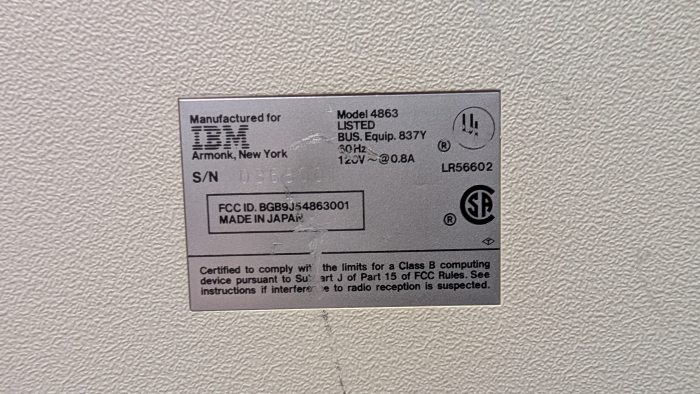 Manufactured for
IBM
Armonk, New York
S/N
Model 4863
LISTED
BUS. Equip. 837Y
60Hz
120V ~ @ 0.8A
UL
®
LR56602
® SA
FCC ID. BGB9J54863001
MADE IN JAPAN
Certified to comply with the limits for a Class B computing
device pursuant to Subpart J of Part 15 of FCC Rules. See
instructions if interference to radio reception is suspected.